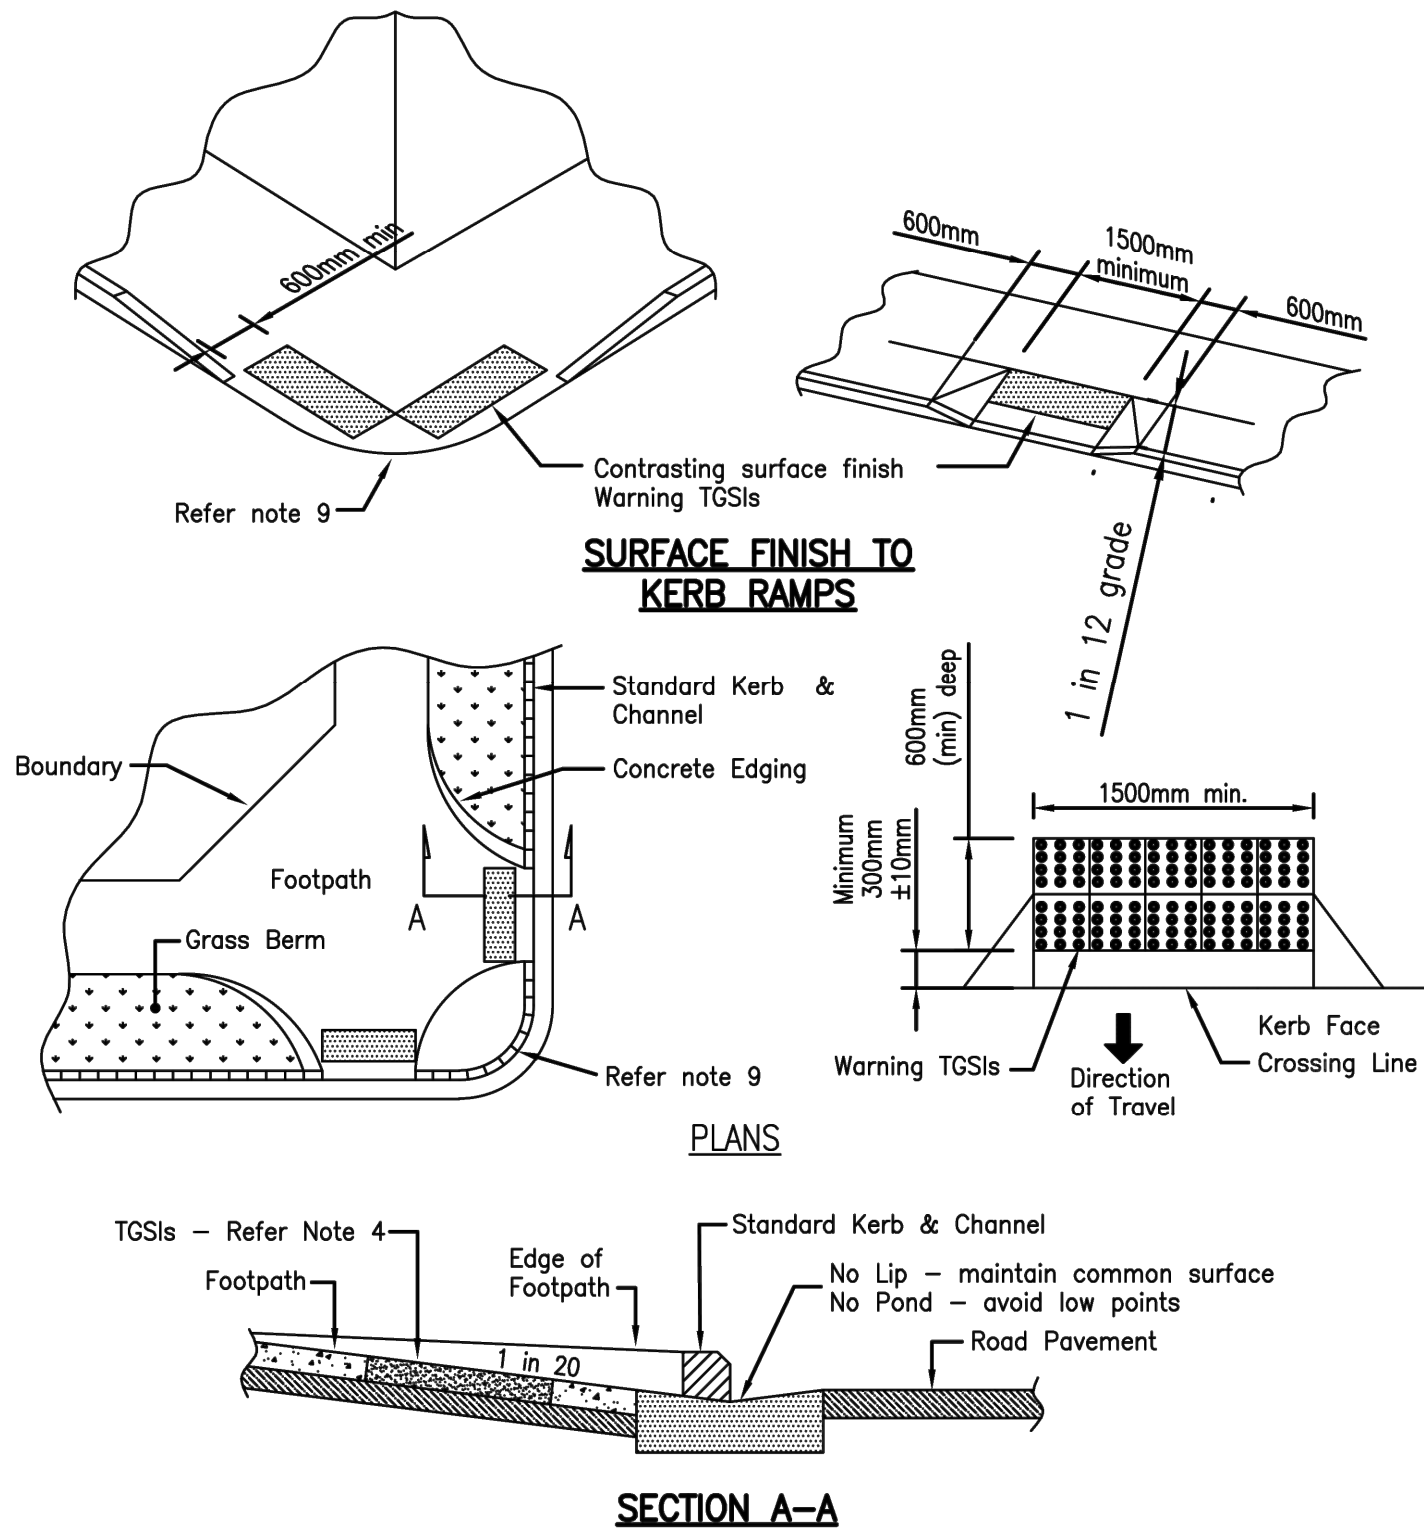 600mm min
600mm
1500mm
minimum
600mm
Contrasting surface finish
Warning TGSIs
Refer note 9
1 in 12 grade
SURFACE FINISH TO
KERB RAMPS
Standard Kerb &
Channel
Boundary
Concrete Edging
Footpath
A
A
Grass Berm
Refer note 9
600mm
(min) deep
1500mm min.
Minimum
300mm
±10mm
Warning TGSIs
Direction
of Travel
Kerb Face
Crossing Line
PLANS
TGSIs – Refer Note 4
Footpath
Edge of
Footpath
Standard Kerb & Channel
No Lip – maintain common surface
No Pond – avoid low points
Road Pavement
1 in 20
SECTION A–A